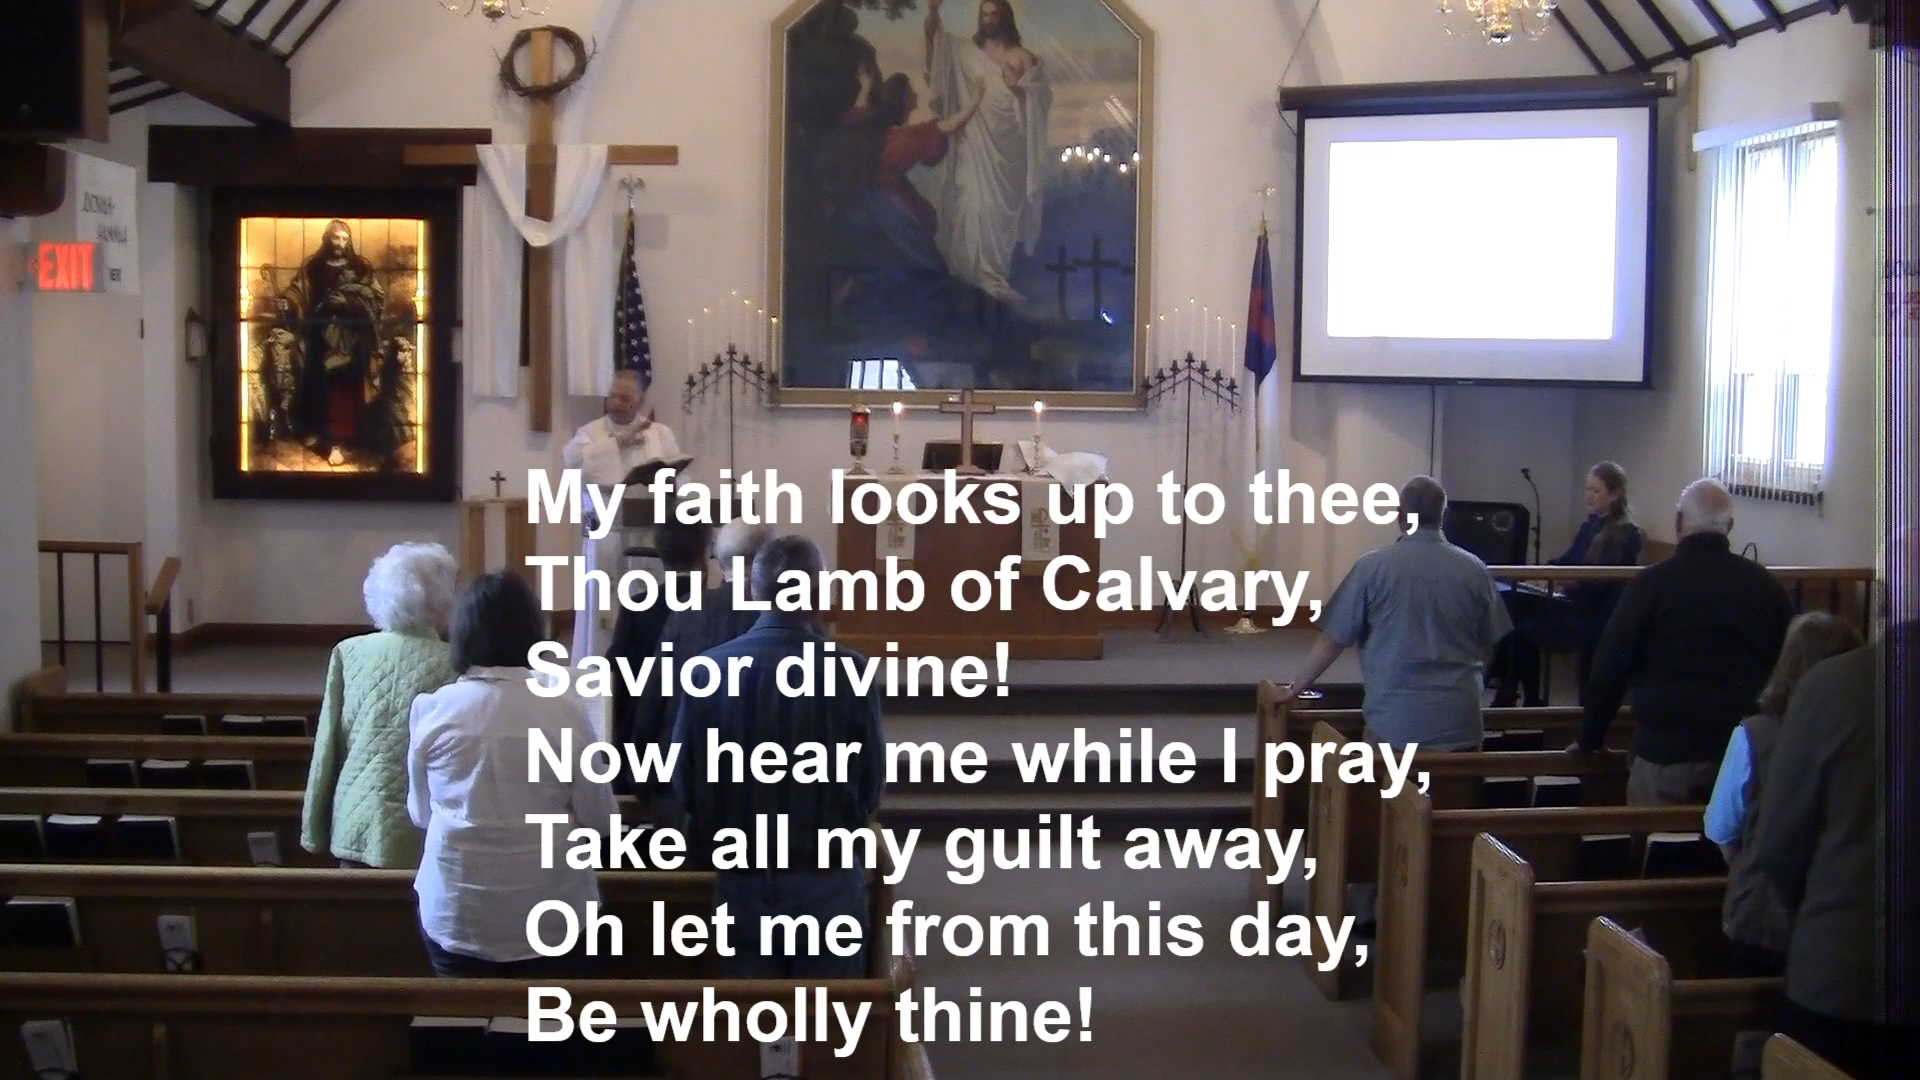 EXIT
My faith looks up to thee,
Thou Lamb of Calvary,
Savior divine!
Now hear me while I pray,
Take all my guilt away,
Oh let me from this day,
Be wholly thine!